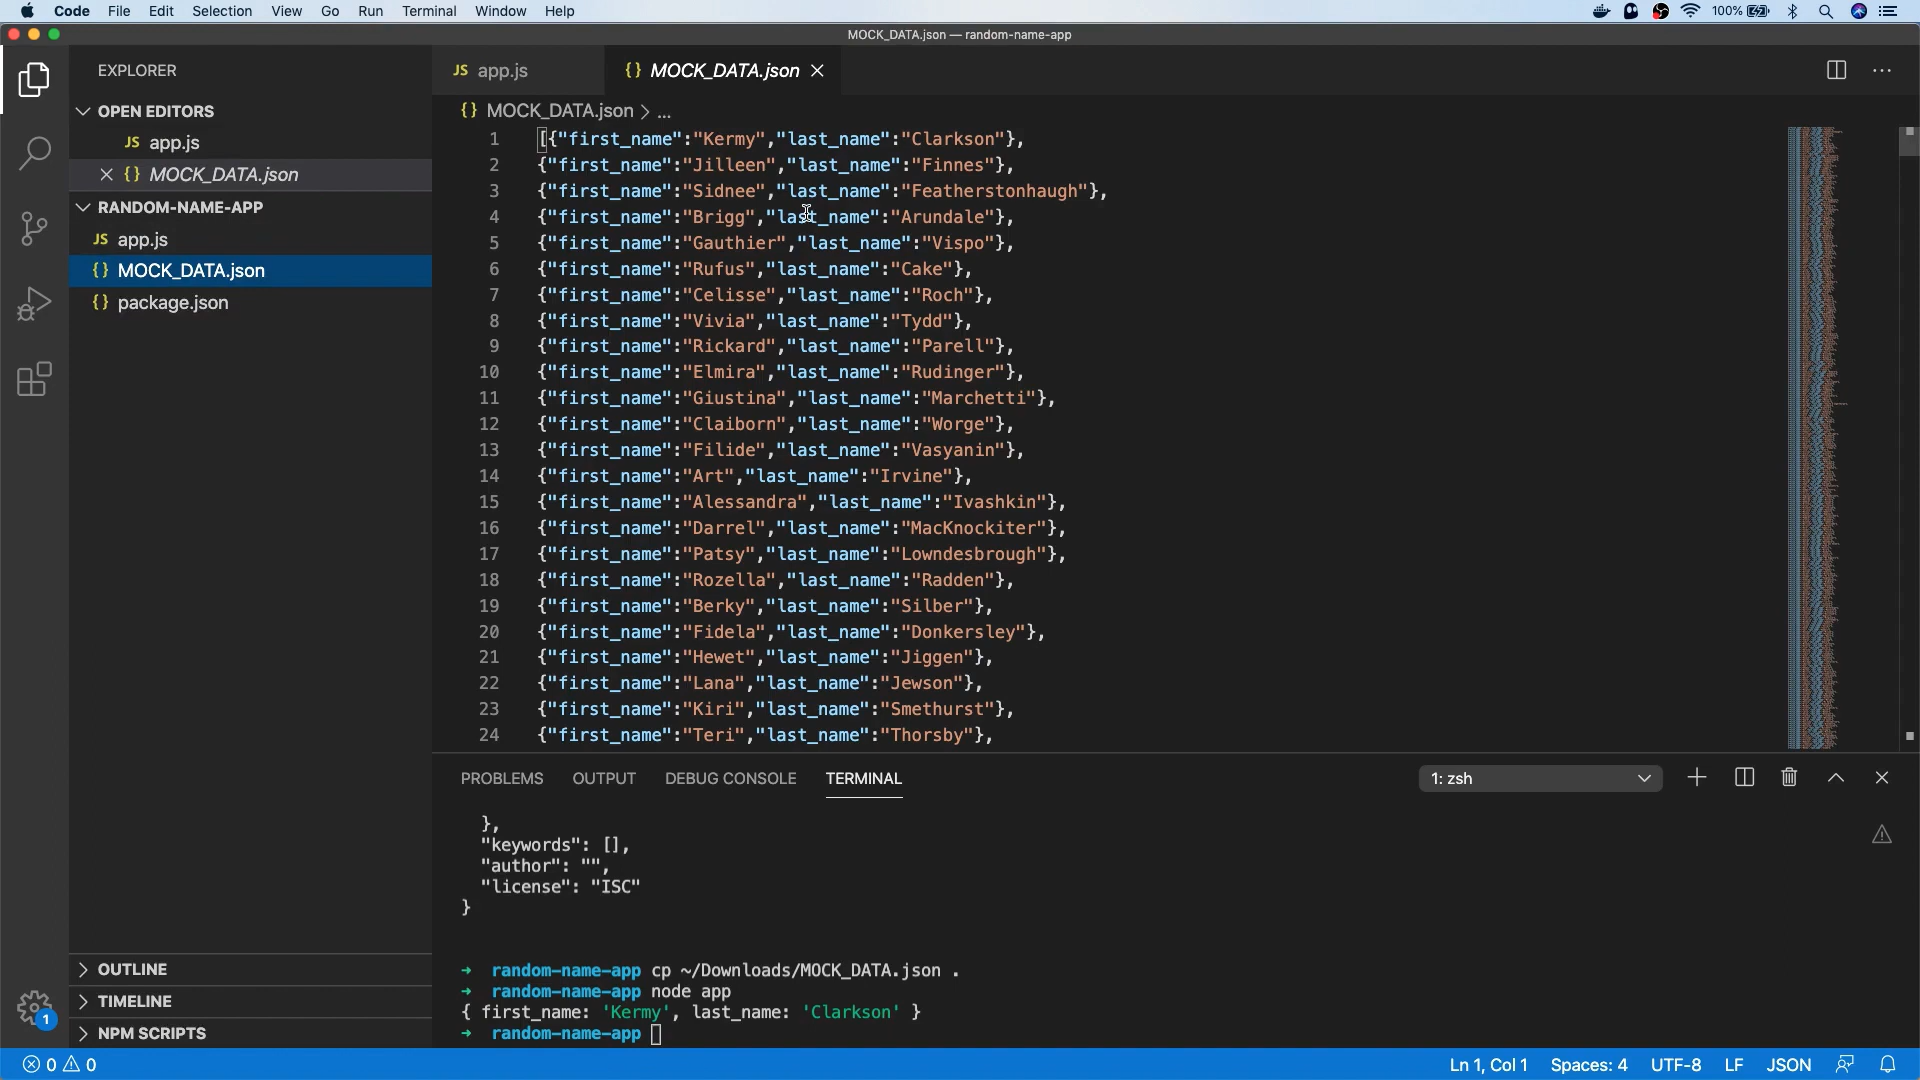 Code File Edit Selection View Go Run Terminal Window Help 100%
MOCK_DATA.json — random-name-app
EXPLORER
JS app.js
{} MOCK_DATA.json
OPEN EDITORS
JS app.js
{} MOCK_DATA.json
RANDOM-NAME-APP
JS app.js
{} MOCK_DATA.json
{} package.json
OUTLINE
TIMELINE
NPM SCRIPTS
1
{} MOCK_DATA.json > ...
1 [{"first_name":"Kermy","last_name":"Clarkson"},
2 {"first_name":"Jilleen","last_name":"Finnes"},
3 {"first_name":"Sidnee","last_name":"Featherstonhaugh"},
4 {"first_name":"Brigg","last_name":"Arundale"},
5 {"first_name":"Gauthier","last_name":"Vispo"},
6 {"first_name":"Rufus","last_name":"Cake"},
7 {"first_name":"Celisse","last_name":"Roch"},
8 {"first_name":"Vivia","last_name":"Tydd"},
9 {"first_name":"Rickard","last_name":"Parell"},
10 {"first_name":"Elmira","last_name":"Rudinger"},
11 {"first_name":"Giustina","last_name":"Marchetti"},
12 {"first_name":"Claiborn","last_name":"Worge"},
13 {"first_name":"Filide","last_name":"Vasyanin"},
14 {"first_name":"Art","last_name":"Irvine"},
15 {"first_name":"Alessandra","last_name":"Ivashkin"},
16 {"first_name":"Darrel","last_name":"MacKnockiter"},
17 {"first_name":"Patsy","last_name":"Lowndesbrough"},
18 {"first_name":"Rozella","last_name":"Radden"},
19 {"first_name":"Berky","last_name":"Silber"},
20 {"first_name":"Fidela","last_name":"Donkersley"},
21 {"first_name":"Hewet","last_name":"Jiggen"},
22 {"first_name":"Lana","last_name":"Jewson"},
23 {"first_name":"Kiri","last_name":"Smethurst"},
24 {"first_name":"Teri","last_name":"Thorsby"},
PROBLEMS OUTPUT DEBUG CONSOLE TERMINAL 1: zsh
},
"keywords": [],
"author": "",
"license": "ISC"
}
➜ random-name-app cp ~/Downloads/MOCK_DATA.json .
➜ random-name-app node app
{ first_name: 'Kermy', last_name: 'Clarkson' }
➜ random-name-app
0 0 Ln 1, Col 1 Spaces: 4 UTF-8 LF JSON